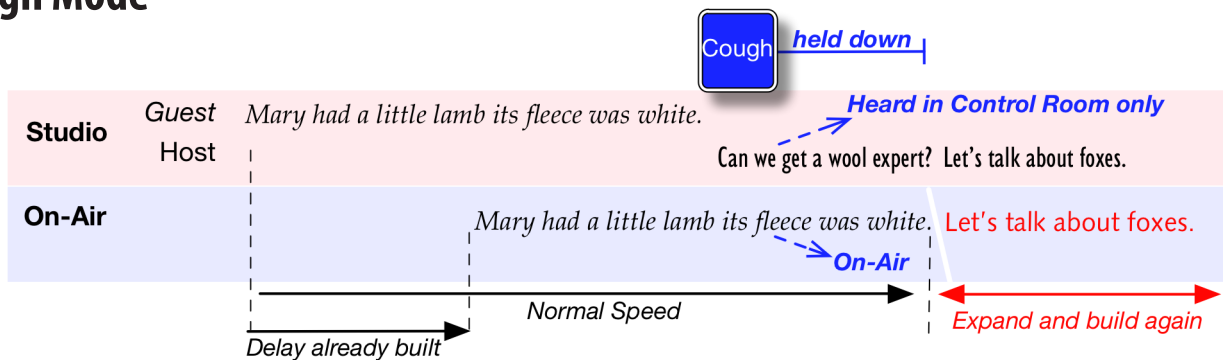 gh Mode
Cough held down
Heard in Control Room only
Guest Mary had a little lamb its fleece was white.
Studio
Host Can we get a wool expert? Let's talk about foxes.
On-Air Mary had a little lamb its fleece was white. Let's talk about foxes.
On-Air
Normal Speed
Expand and build again
Delay already built